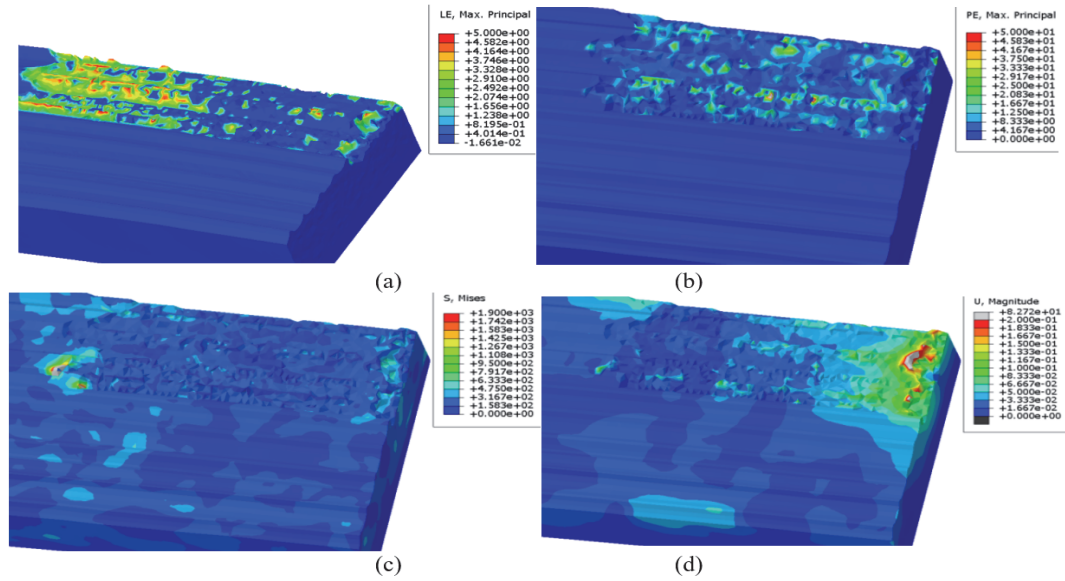 LE, Max. Principal
+5.000e+00
+4.582e+00
+4.164e+00
+3.746e+00
+3.328e+00
+2.910e+00
+2.492e+00
+2.074e+00
+1.656e+00
+1.238e+00
+8.195e-01
+4.014e-01
-1.661e-02
PE, Max. Principal
+5.000e+01
+4.583e+01
+4.167e+01
+3.750e+01
+3.333e+01
+2.917e+01
+2.500e+01
+2.083e+01
+1.667e+01
+1.250e+01
+8.333e+00
+4.167e+00
+0.000e+00
(a)
(b)
S, Mises
+1.900e+03
+1.742e+03
+1.583e+03
+1.425e+03
+1.267e+03
+1.108e+03
+9.500e+02
+7.917e+02
+6.333e+02
+4.750e+02
+3.167e+02
+1.583e+02
+0.000e+00
U, Magnitude
+8.272e+01
+2.000e-01
+1.833e-01
+1.667e-01
+1.500e-01
+1.333e-01
+1.167e-01
+1.000e-01
+8.333e-02
+6.667e-02
+5.000e-02
+3.333e-02
+1.667e-02
+0.000e+00
(c)
(d)